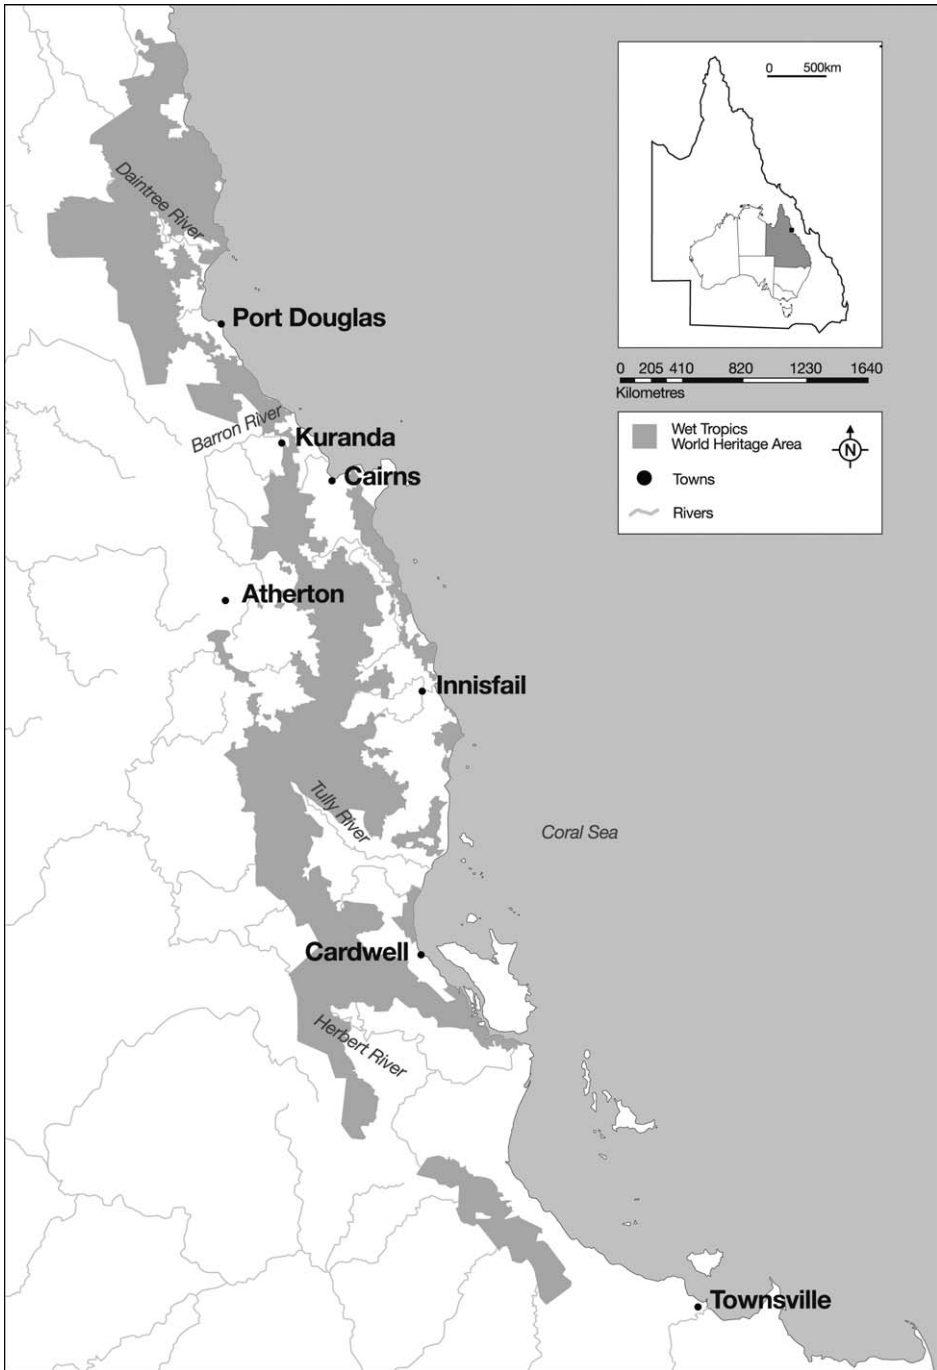 0 500km
Daintree River
Port Douglas
0 205 410 820 1230 1640
Kilometres
Barron River
Kuranda
Wet Tropics
World Heritage Area
N
Cairns
Towns
Rivers
Atherton
Innisfail
Tully River
Coral Sea
Cardwell
Herbert River
Townsville